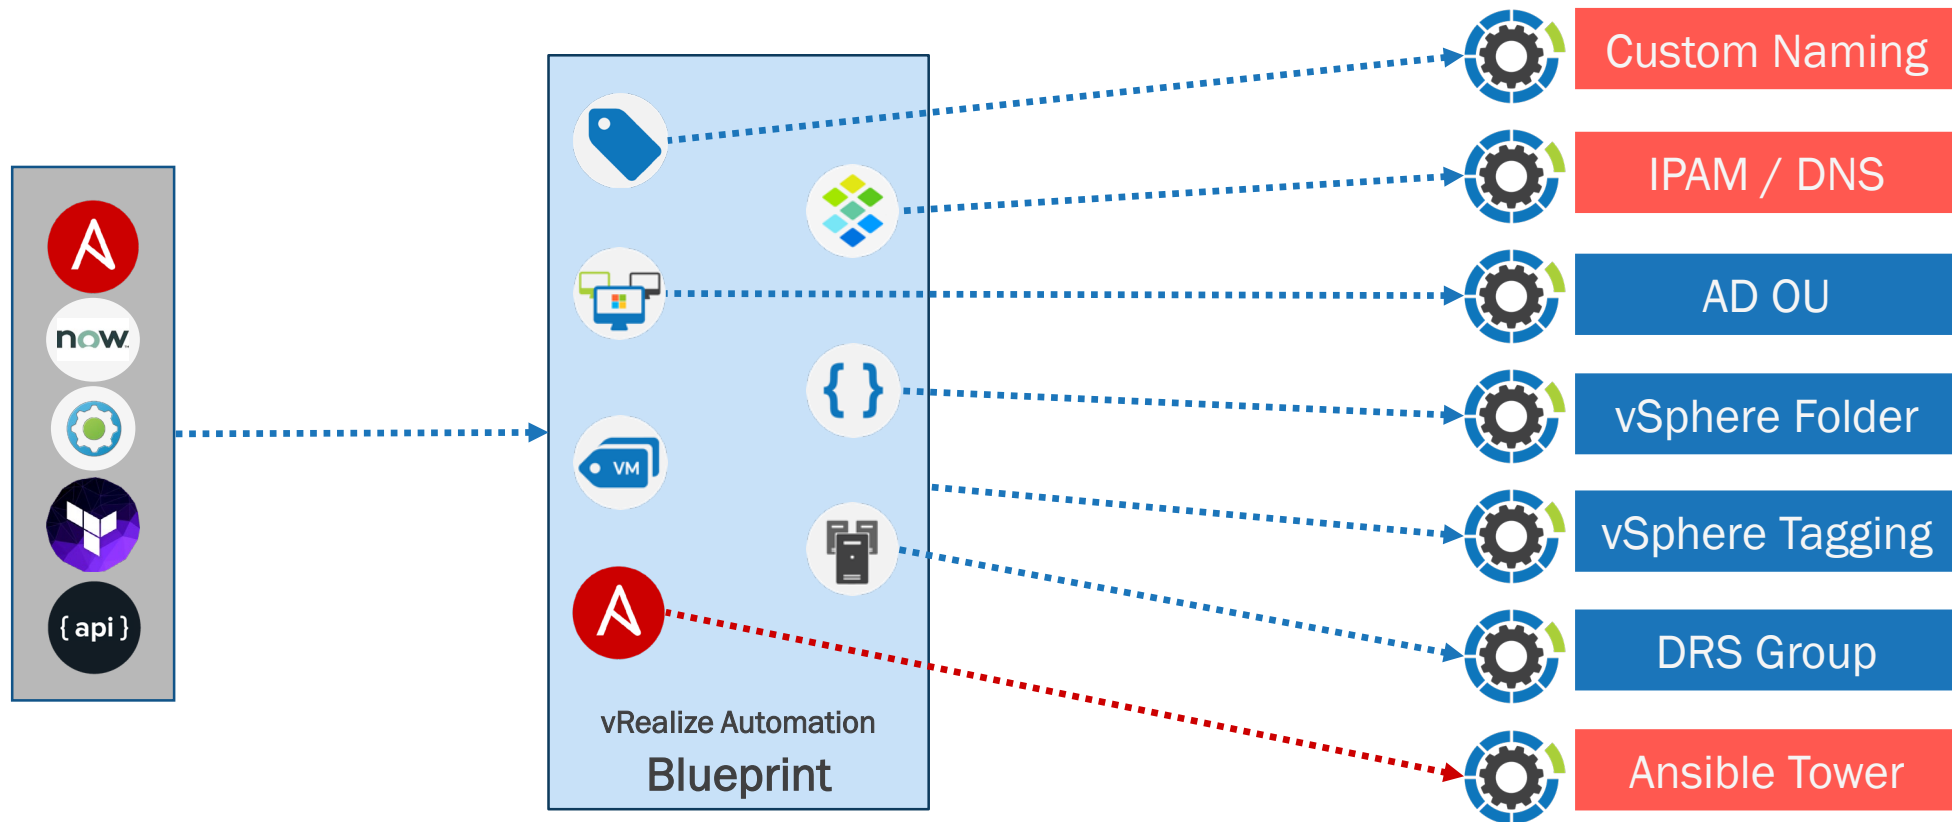 now
{ api }
VM
vRealize Automation
Blueprint
Custom Naming
IPAM / DNS
AD OU
vSphere Folder
vSphere Tagging
DRS Group
Ansible Tower